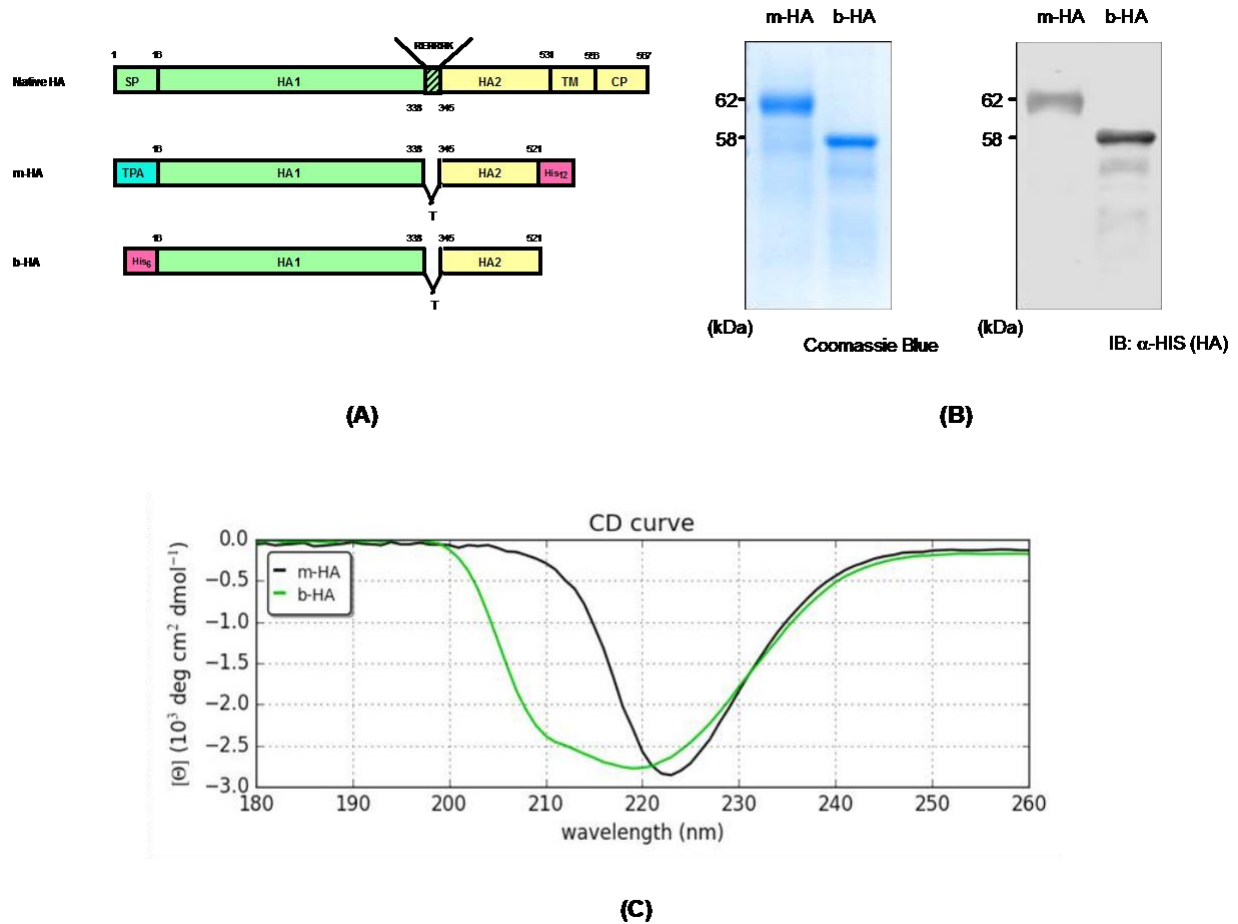 m-HA b-HA m-HA b-HA
1 16 531 553 567
Native HA SP HA1 HA2 TM CP
338 345
16 338 345 521
m-HA TPA HA1 HA2 His12
T
16 338 345 521
b-HA His6 HA1 HA2
T
62
58
(kDa)
Coomassie Blue
62
58
(kDa)
IB: α-HIS (HA)
(A)
(B)
CD curve
m-HA
b-HA
0.0
−0.5
−1.0
−1.5
−2.0
−2.5
−3.0
[Θ] (10³ deg cm² dmol⁻¹)
180 190 200 210 220 230 240 250 260
wavelength (nm)
(C)